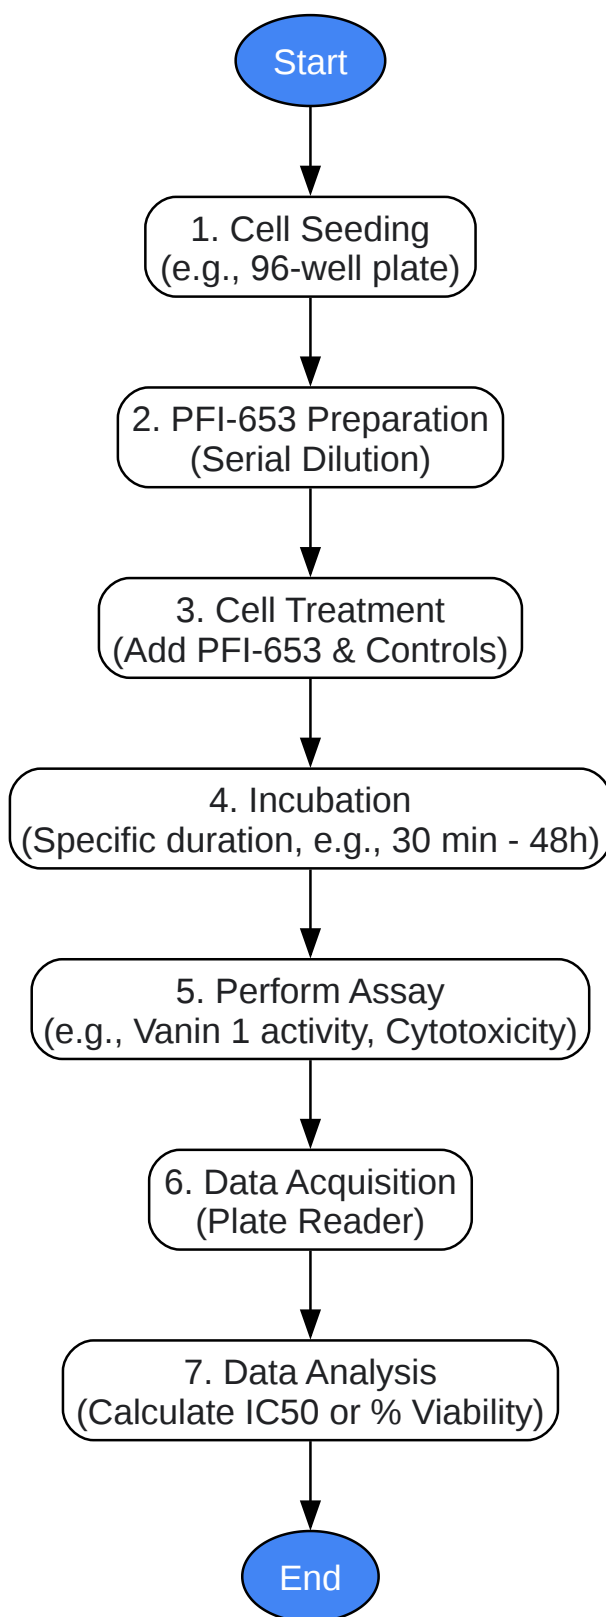 Start
1. Cell Seeding
(e.g., 96-well plate)
2. PFI-653 Preparation
(Serial Dilution)
3. Cell Treatment
(Add PFI-653 & Controls)
4. Incubation
(Specific duration, e.g., 30 min - 48h)
5. Perform Assay
(e.g., Vanin 1 activity, Cytotoxicity)
6. Data Acquisition
(Plate Reader)
7. Data Analysis
(Calculate IC50 or % Viability)
End